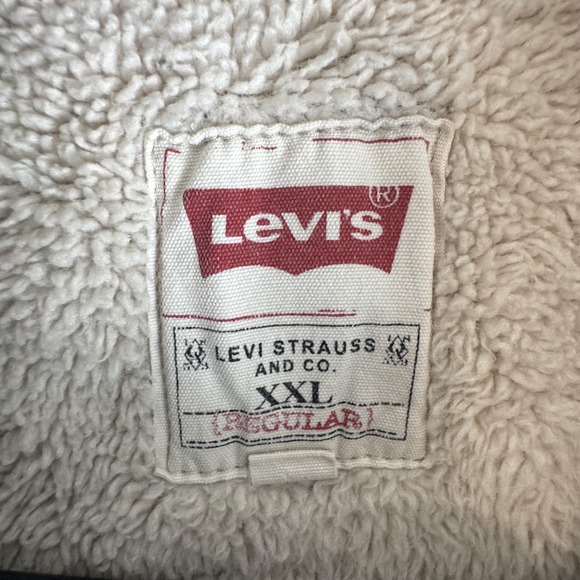 Levi's®
LEVI STRAUSS
AND CO.
XXL
{REGULAR}